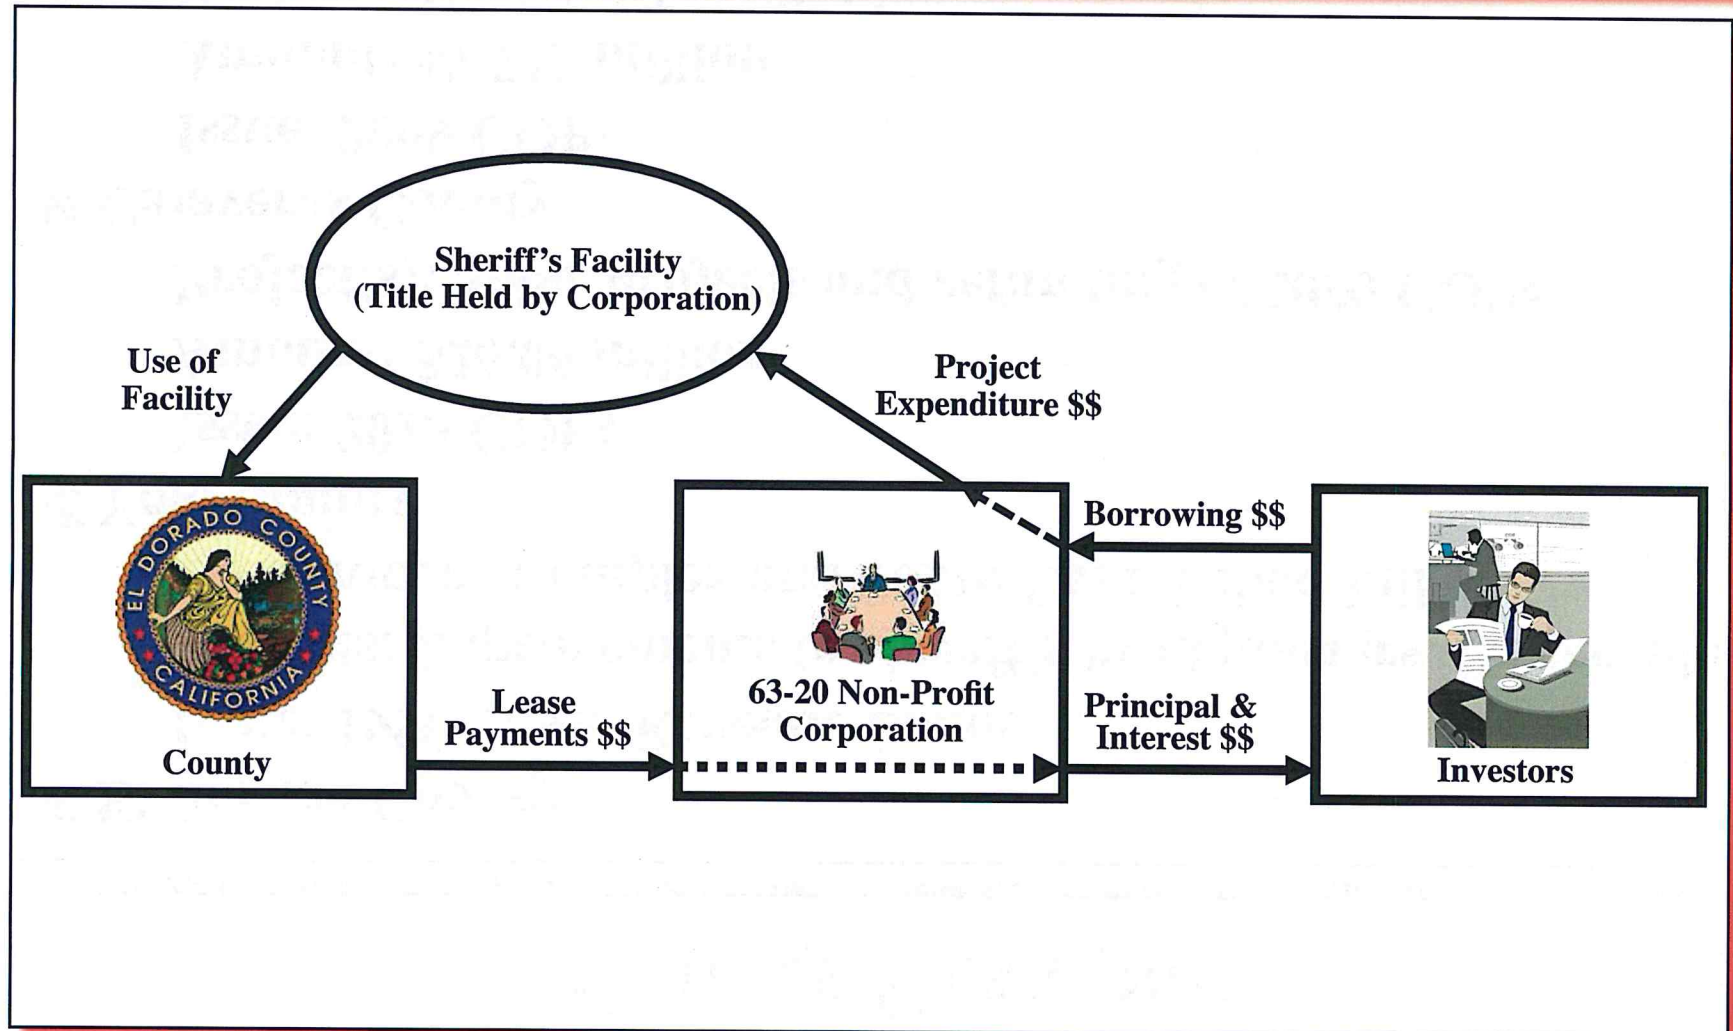 Sheriff's Facility
(Title Held by Corporation)
Use of
Facility
Project
Expenditure $$
EL DORADO COUNTY
CALIFORNIA
County
Lease
Payments $$
63-20 Non-Profit
Corporation
Borrowing $$
Principal &
Interest $$
Investors